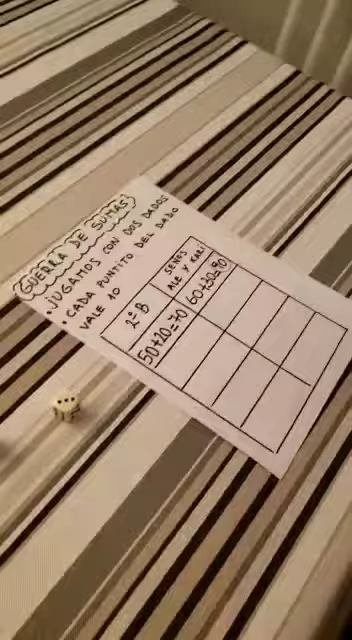 GUERRA DE SUMAS
• JUGAMOS CON DOS DADOS
• CADA PUNTITO DEL DADO
VALE 10
2º B
SEÑOS
ALE Y KARI
50+20=70
60+30=90